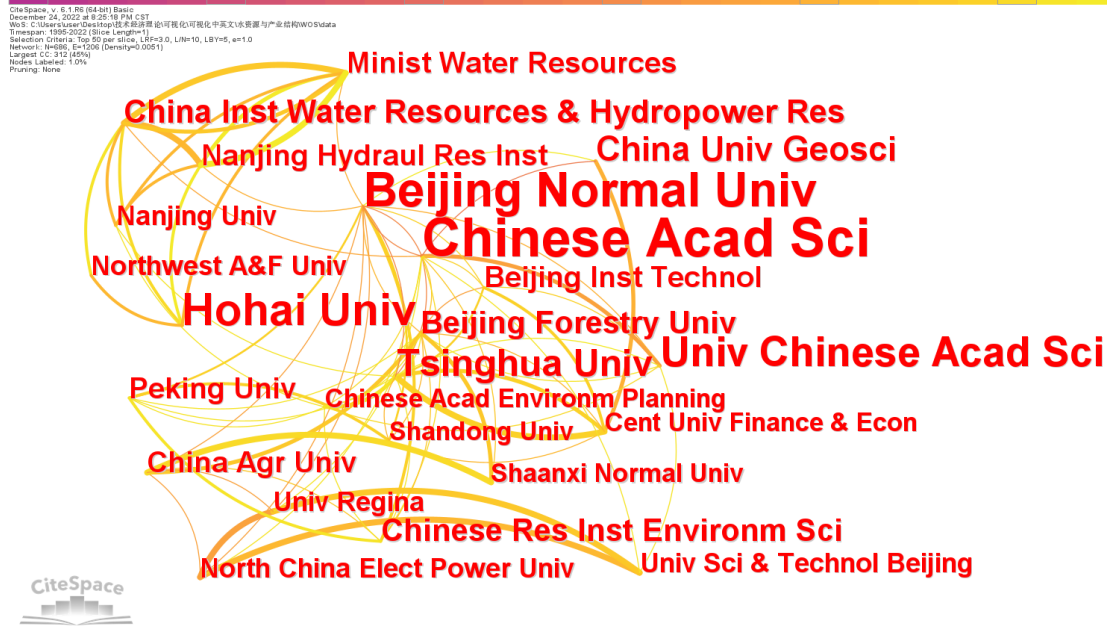 CiteSpace, v. 6.1.R6 (64-bit) Basic
December 24, 2022 at 8:25:18 PM CST
WoS: C:\Users\user\Desktop\技术经济理论\可视化\可视化中英文\水资源与产业结构\WOS\data
Timespan: 1995-2022 (Slice Length=1)
Selection Criteria: Top 50 per slice, LRF=3.0, L/N=10, LBY=5, e=1.0
Network: N=686, E=1206 (Density=0.0051)
Largest CC: 312 (45%)
Nodes Labeled: 1.0%
Pruning: None
Minist Water Resources
China Inst Water Resources & Hydropower Res
Nanjing Hydraul Res Inst
China Univ Geosci
Beijing Normal Univ
Nanjing Univ
Chinese Acad Sci
Northwest A&F Univ
Beijing Inst Technol
Hohai Univ
Beijing Forestry Univ
Tsinghua Univ
Univ Chinese Acad Sci
Peking Univ
Chinese Acad Environm Planning
Shandong Univ
Cent Univ Finance & Econ
China Agr Univ
Shaanxi Normal Univ
Univ Regina
Chinese Res Inst Environm Sci
North China Elect Power Univ
Univ Sci & Technol Beijing
CiteSpace